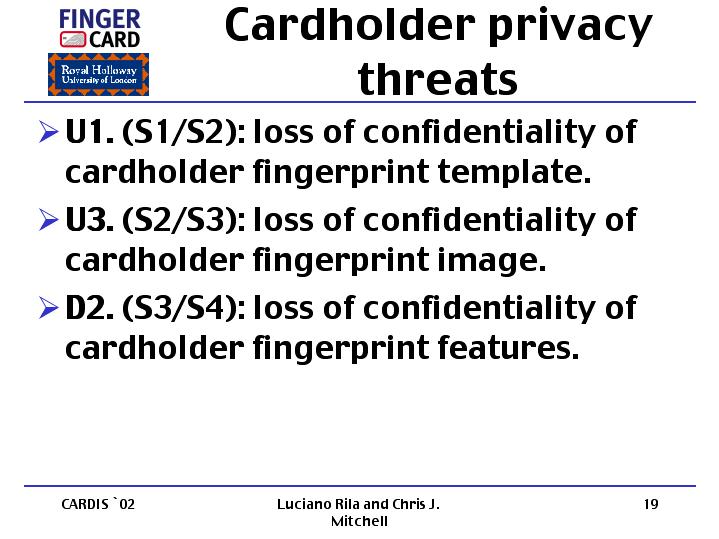 FINGER
CARD
Royal Holloway
University of London
Cardholder privacy
threats
U1. (S1/S2): loss of confidentiality of
cardholder fingerprint template.
U3. (S2/S3): loss of confidentiality of
cardholder fingerprint image.
D2. (S3/S4): loss of confidentiality of
cardholder fingerprint features.
CARDIS `02
Luciano Rila and Chris J.
Mitchell
19